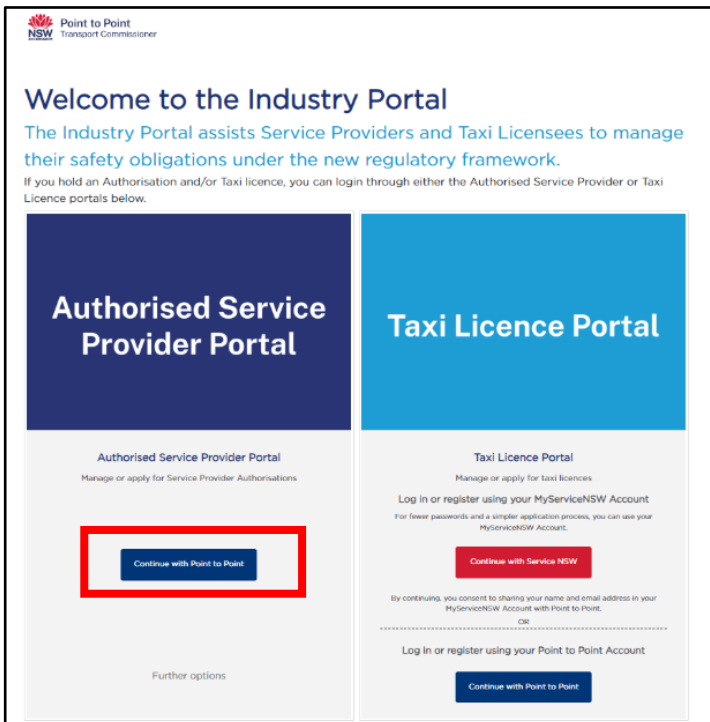 Point to Point
Transport Commissioner
NSW
GOVERNMENT
Welcome to the Industry Portal
The Industry Portal assists Service Providers and Taxi Licensees to manage
their safety obligations under the new regulatory framework.
If you hold an Authorisation and/or Taxi licence, you can login through either the Authorised Service Provider or Taxi
Licence portals below.
Authorised Service
Provider Portal
Authorised Service Provider Portal
Manage or apply for Service Provider Authorisations
Continue with Point to Point
Further options
Taxi Licence Portal
Taxi Licence Portal
Manage or apply for taxi licences
Log in or register using your MyServiceNSW Account
For fewer passwords and a simpler application process, you can use your
MyServiceNSW Account.
Continue with Service NSW
By continuing, you consent to sharing your name and email address in your
MyServiceNSW Account with Point to Point.
OR
Log in or register using your Point to Point Account
Continue with Point to Point